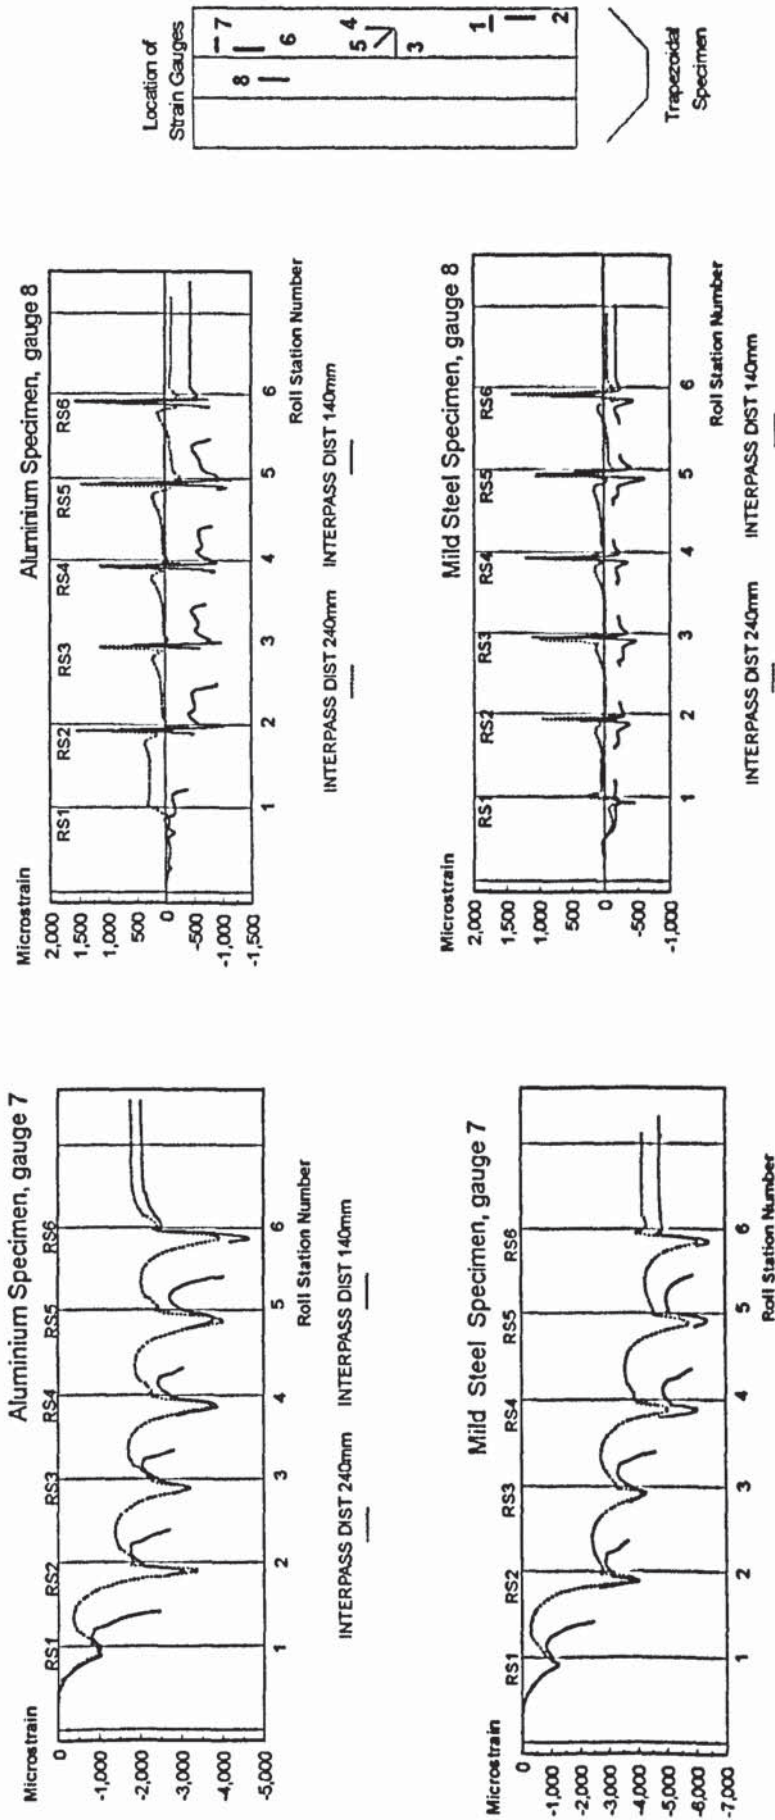 Aluminium Specimen, gauge 7
Microstrain
RS1 RS2 RS3 RS4 RS5 RS6
0
-1,000
-2,000
-3,000
-4,000
-5,000
1 2 3 4 5 6
Roll Station Number
INTERPASS DIST 240mm INTERPASS DIST 140mm
Aluminium Specimen, gauge 8
Microstrain
RS1 RS2 RS3 RS4 RS5 RS6
2,000
1,500
1,000
500
0
-500
-1,000
-1,500
1 2 3 4 5 6
Roll Station Number
INTERPASS DIST 240mm INTERPASS DIST 140mm
Location of
Strain Gauges
8 7
6
5 4
3
1
2
Trapezoidal
Specimen
Mild Steel Specimen, gauge 7
Microstrain
RS1 RS2 RS3 RS4 RS5 RS6
0
-1,000
-2,000
-3,000
-4,000
-5,000
-6,000
-7,000
1 2 3 4 5 6
Roll Station Number
Mild Steel Specimen, gauge 8
Microstrain
RS1 RS2 RS3 RS4 RS5 RS6
2,000
1,500
1,000
500
0
-500
-1,000
1 2 3 4 5 6
Roll Station Number
INTERPASS DIST 240mm INTERPASS DIST 140mm